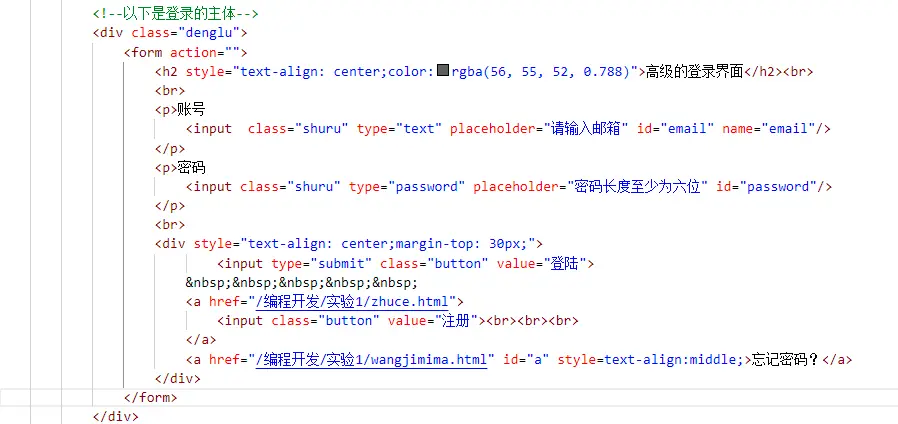 <!--以下是登录的主体-->
<div class="denglu">
<form action="">
<h2 style="text-align: center;color:rgba(56, 55, 52, 0.788)">高级的登录界面</h2><br>
<br>
<p>账号
<input  class="shuru" type="text" placeholder="请输入邮箱" id="email" name="email"/>
</p>
<p>密码
<input class="shuru" type="password" placeholder="密码长度至少为六位" id="password"/>
</p>
<br>
<div style="text-align: center;margin-top: 30px;">
<input type="submit" class="button" value="登陆">
&nbsp;&nbsp;&nbsp;&nbsp;&nbsp;
<a href="/编程开发/实验1/zhuce.html">
<input class="button" value="注册"><br><br><br>
</a>
<a href="/编程开发/实验1/wangjimima.html" id="a" style=text-align:middle;>忘记密码？</a>
</div>
</form>
</div>